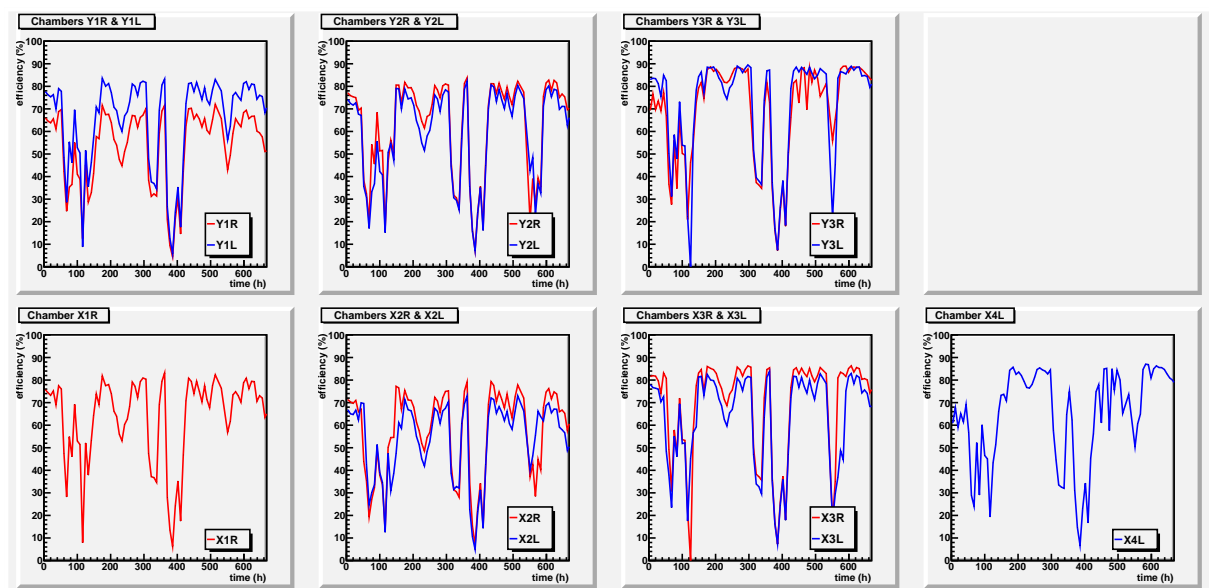 Chambers Y1R & Y1L
efficiency (%)
100
90
80
70
60
50
40
30
20
10
0
0 100 200 300 400 500 600
time (h)
Y1R
Y1L
Chambers Y2R & Y2L
efficiency (%)
100
90
80
70
60
50
40
30
20
10
0
0 100 200 300 400 500 600
time (h)
Y2R
Y2L
Chambers Y3R & Y3L
efficiency (%)
100
90
80
70
60
50
40
30
20
10
0
0 100 200 300 400 500 600
time (h)
Y3R
Y3L
Chamber X1R
efficiency (%)
100
90
80
70
60
50
40
30
20
10
0
0 100 200 300 400 500 600
time (h)
X1R
Chambers X2R & X2L
efficiency (%)
100
90
80
70
60
50
40
30
20
10
0
0 100 200 300 400 500 600
time (h)
X2R
X2L
Chambers X3R & X3L
efficiency (%)
100
90
80
70
60
50
40
30
20
10
0
0 100 200 300 400 500 600
time (h)
X3R
X3L
Chamber X4L
efficiency (%)
100
90
80
70
60
50
40
30
20
10
0
0 100 200 300 400 500 600
time (h)
X4L